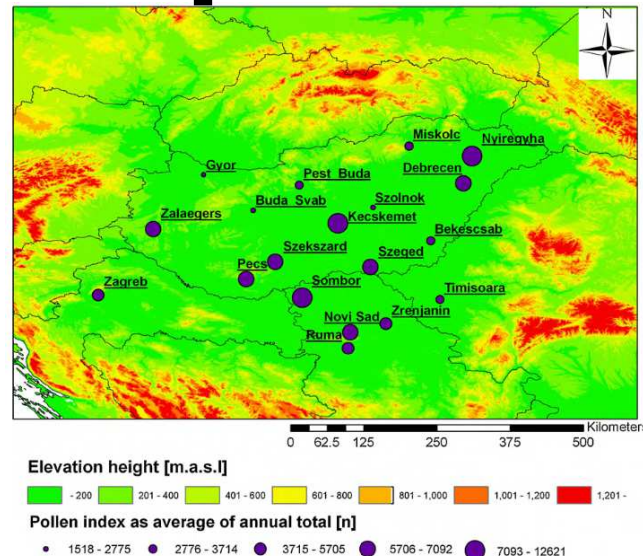 N
Miskolc
Nyiregyha
Gyor
Pest_Buda
Debrecen
Buda_Svab
Szolnok
Kecskemet
Zalaegers
Bekescsab
Szekszard
Szeged
Pecs
Zagreb
Sombor
Timisoara
Zrenjanin
Novi Sad
Ruma
Kilometers
0 62.5 125 250 375 500
Elevation height [m.a.s.l]
- 200 201 - 400 401 - 600 601 - 800 801 - 1,000 1,001 - 1,200 1,201 -
Pollen index as average of annual total [n]
1518 - 2775 2776 - 3714 3715 - 5705 5706 - 7092 7093 - 12621